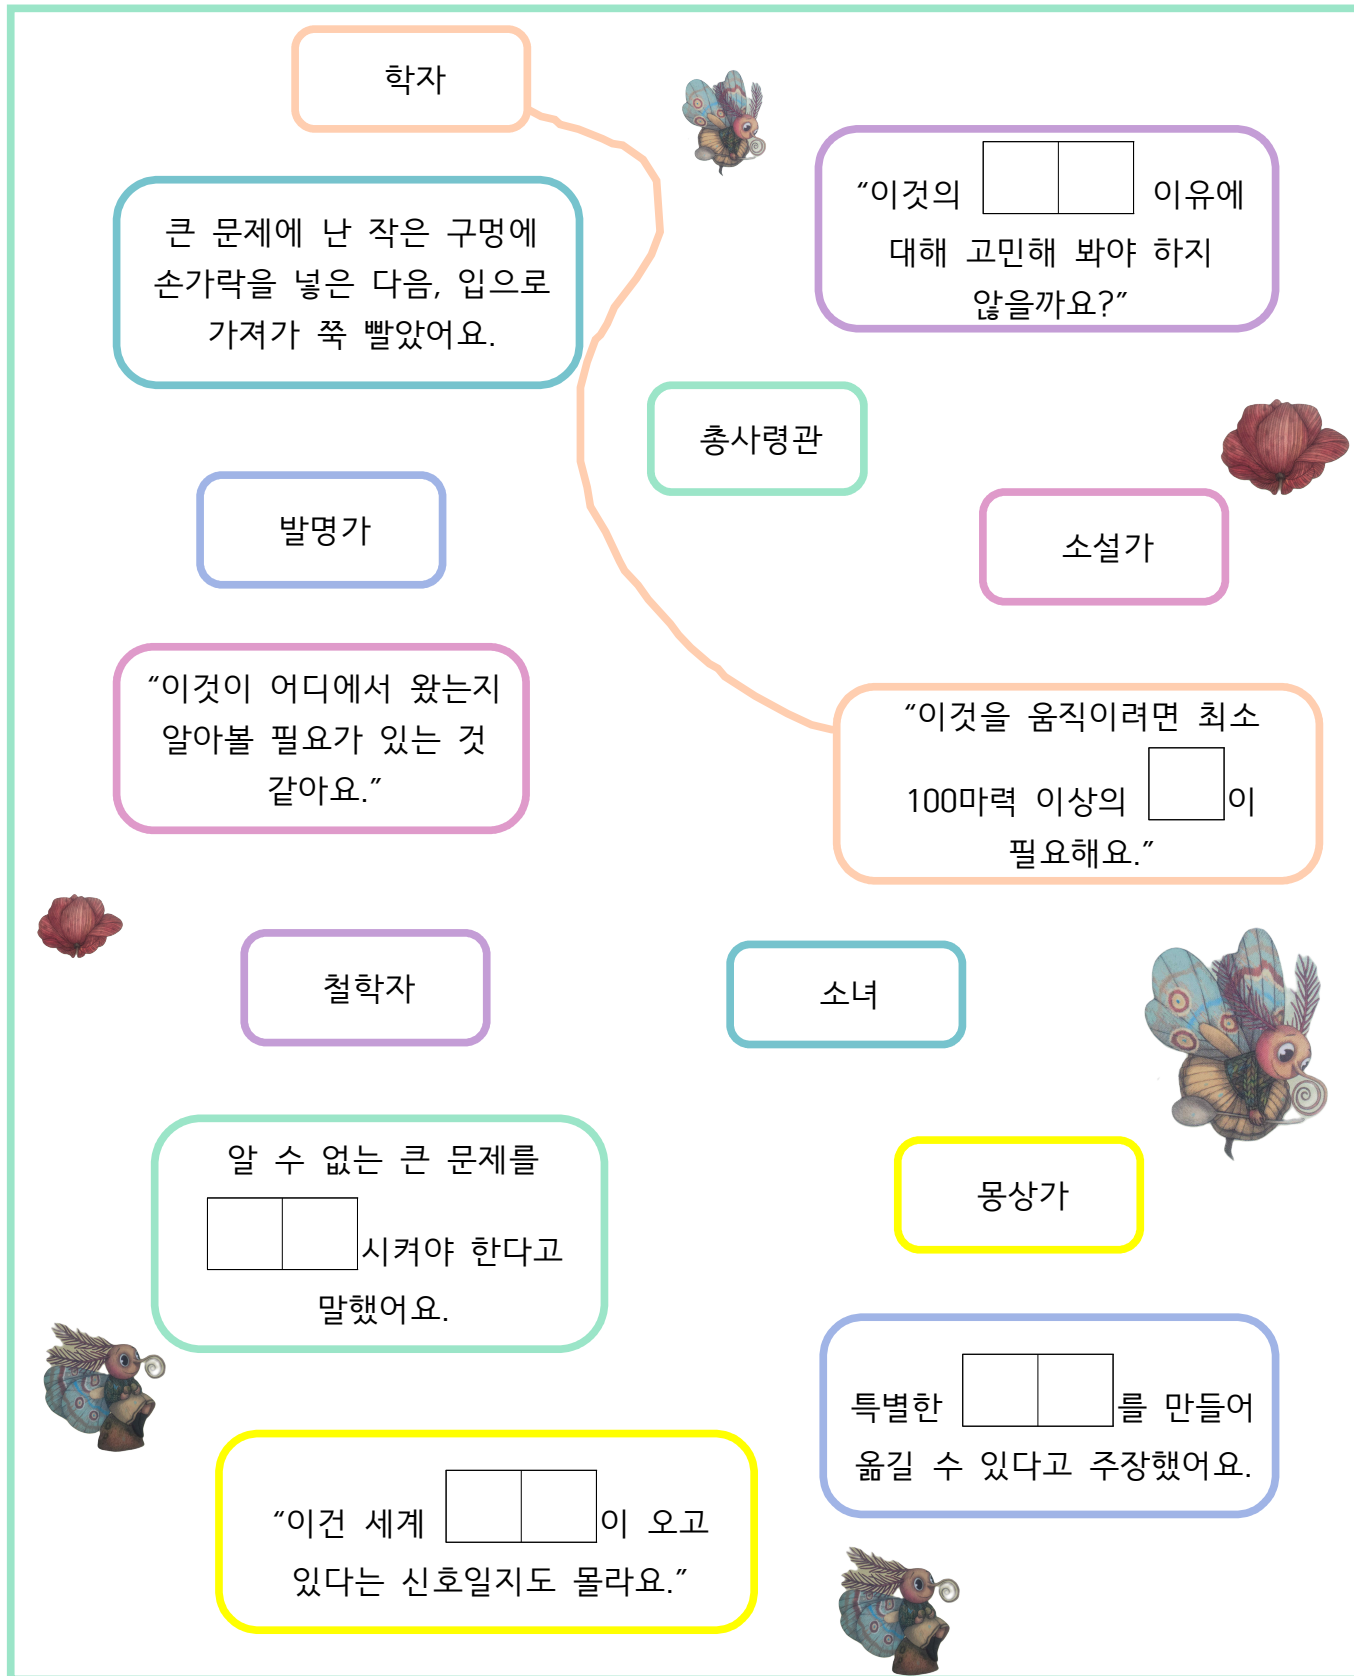 학자
“이것의 이유에
대해 고민해 봐야 하지
않을까요?”
큰 문제에 난 작은 구멍에
손가락을 넣은 다음, 입으로
가져가 쭉 빨았어요.
총사령관
발명가
소설가
“이것이 어디에서 왔는지
알아볼 필요가 있는 것
같아요.”
“이것을 움직이려면 최소
100마력 이상의 이
필요해요.”
철학자
소녀
알 수 없는 큰 문제를
시켜야 한다고
말했어요.
몽상가
특별한 를 만들어
옮길 수 있다고 주장했어요.
“이건 세계 이 오고
있다는 신호일지도 몰라요.”